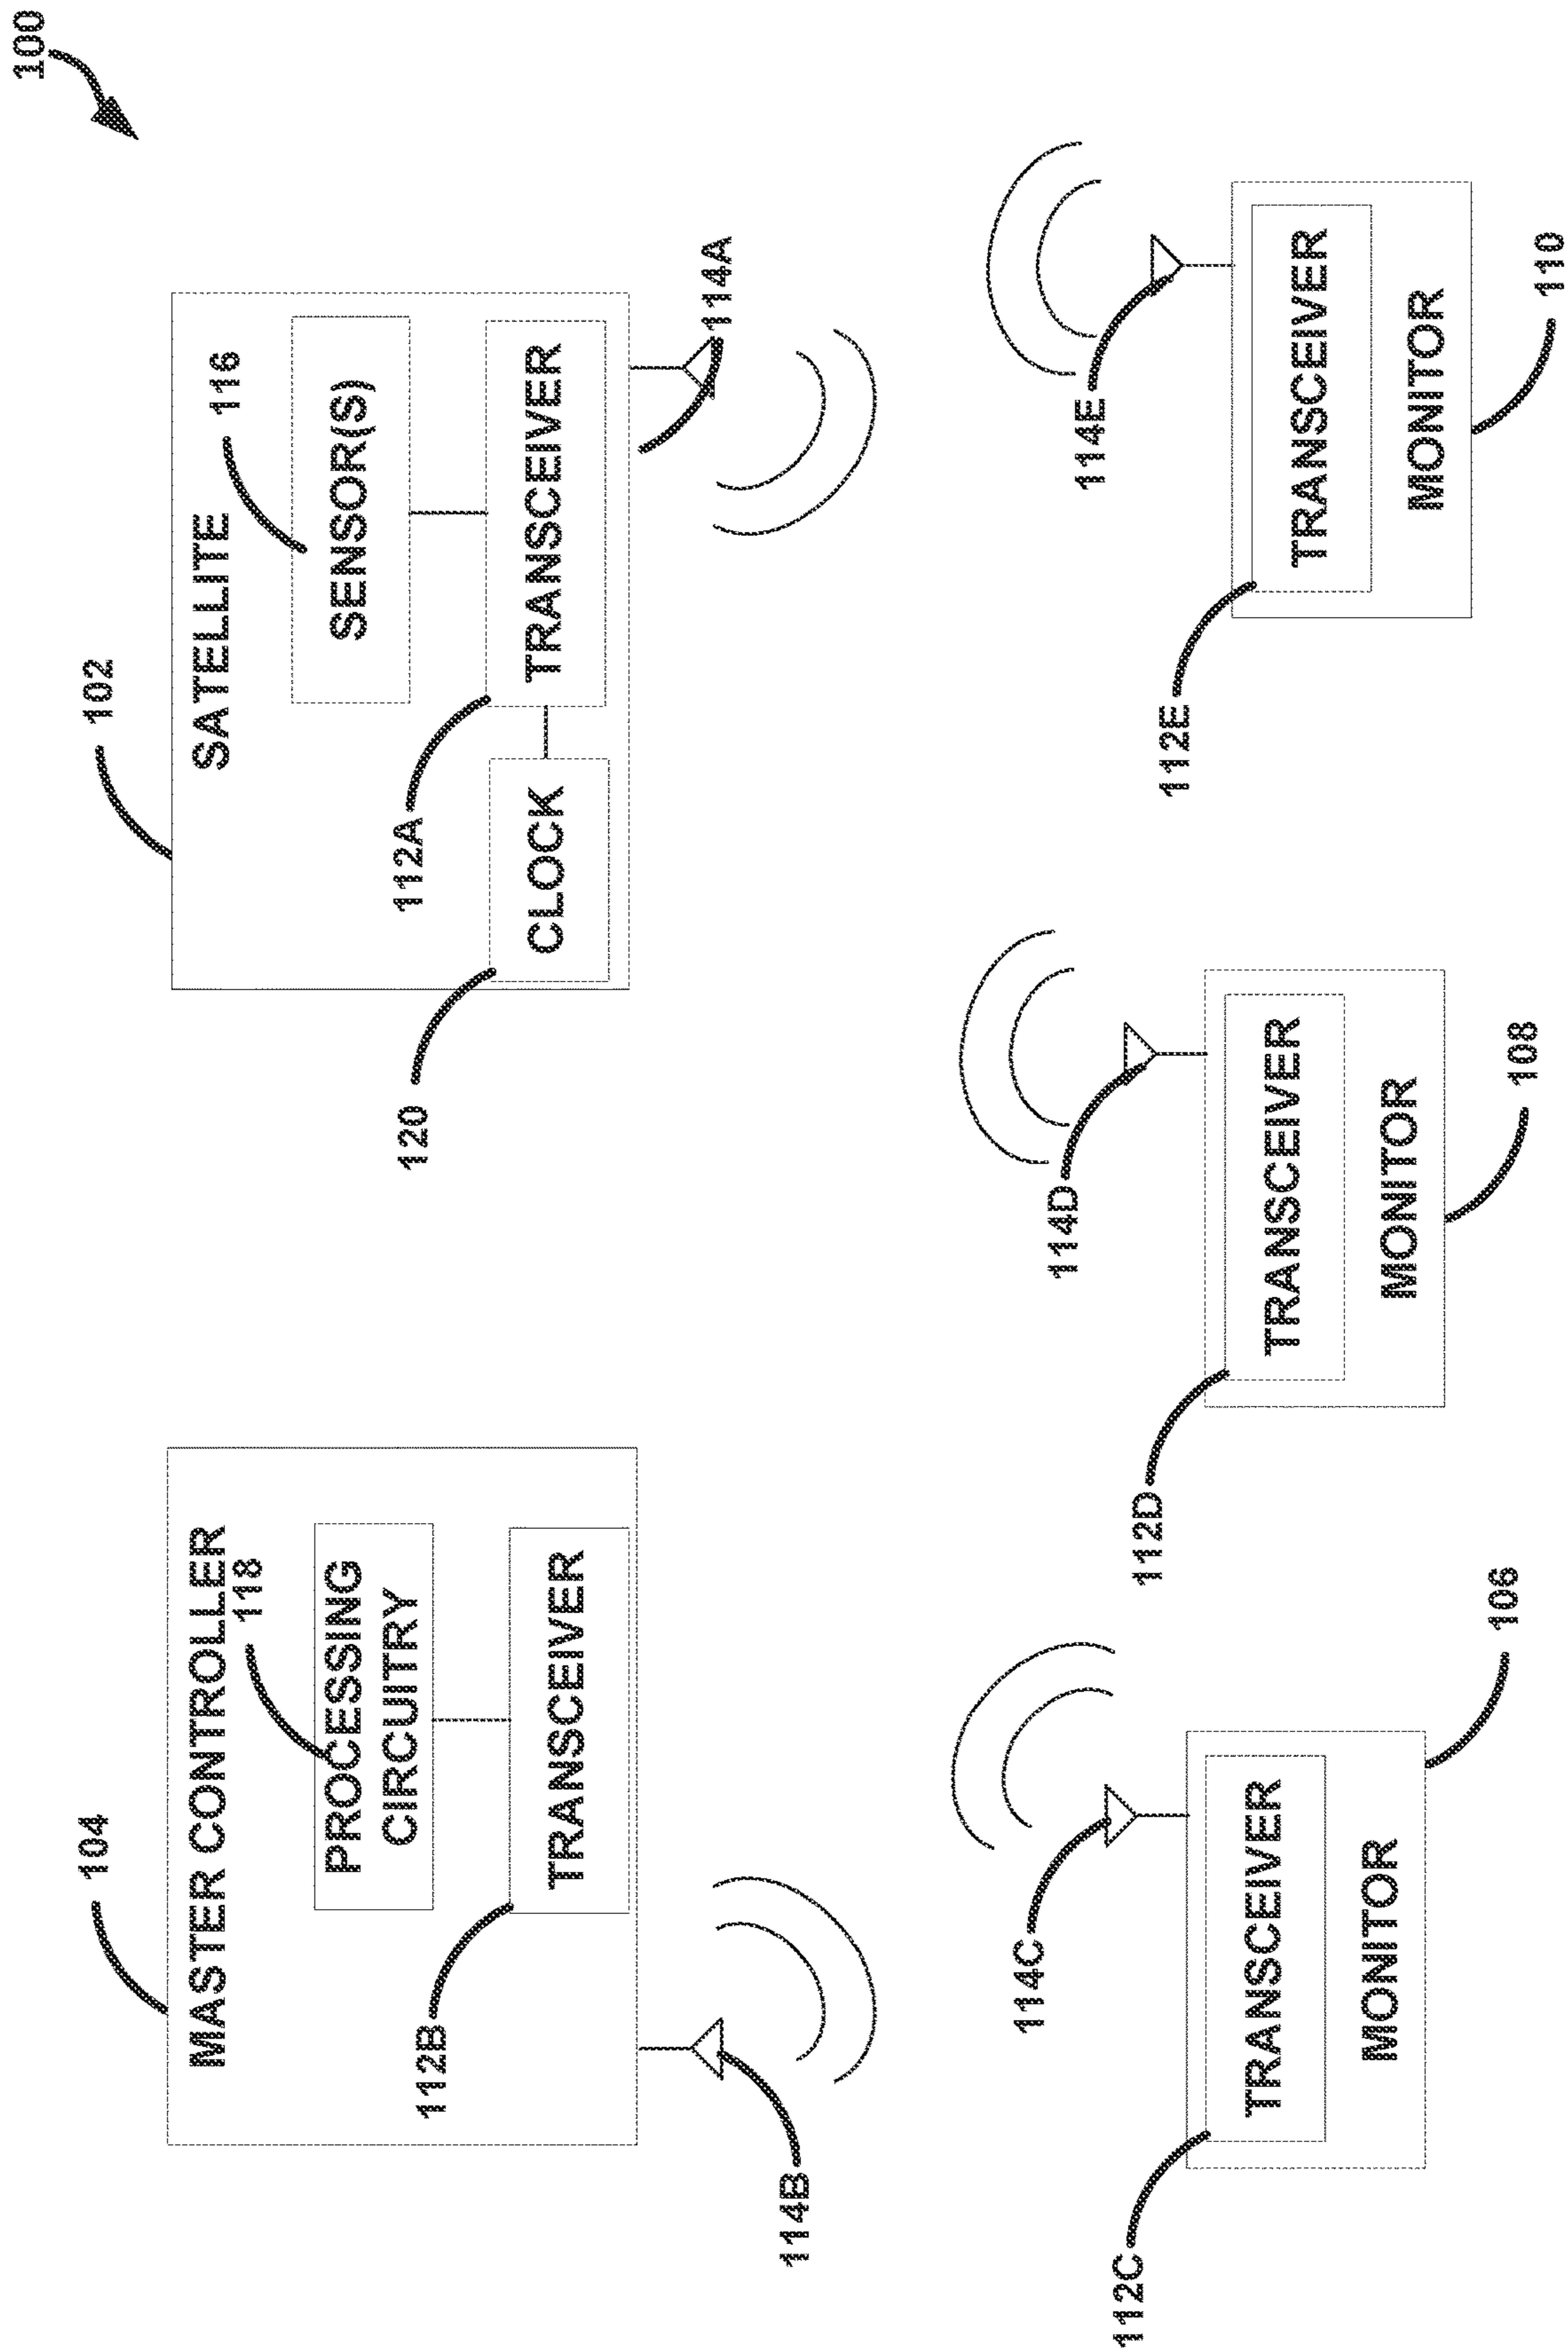 100
104
MASTER CONTROLLER
118
PROCESSING
CIRCUITRY
112B
TRANSCEIVER
114B
102
SATELLITE
116
SENSOR(S)
112A
120
CLOCK
TRANSCEIVER
114A
114C
112C
TRANSCEIVER
MONITOR
106
114D
112D
TRANSCEIVER
MONITOR
108
114E
112E
TRANSCEIVER
MONITOR
110